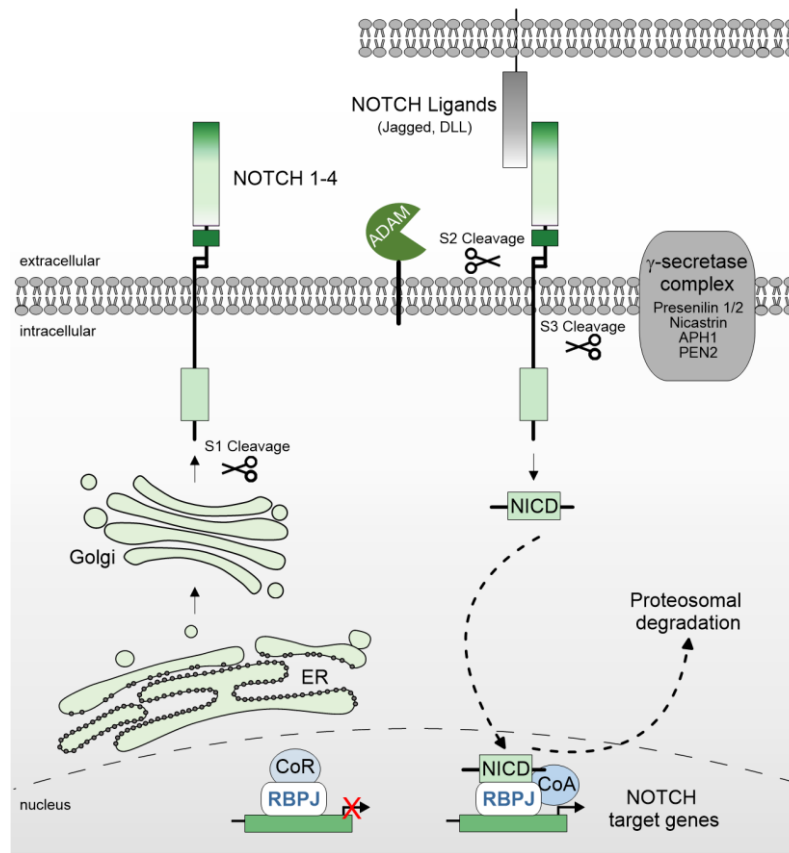 NOTCH Ligands
(Jagged, DLL)
NOTCH 1-4
ADAM
S2 Cleavage
extracellular
intracellular
γ-secretase
complex
Presenilin 1/2
Nicastrin
APH1
PEN2
S3 Cleavage
S1 Cleavage
Golgi
NICD
Proteosomal
degradation
ER
nucleus
CoR
RBPJ
X
NICD
CoA
RBPJ
NOTCH
target genes